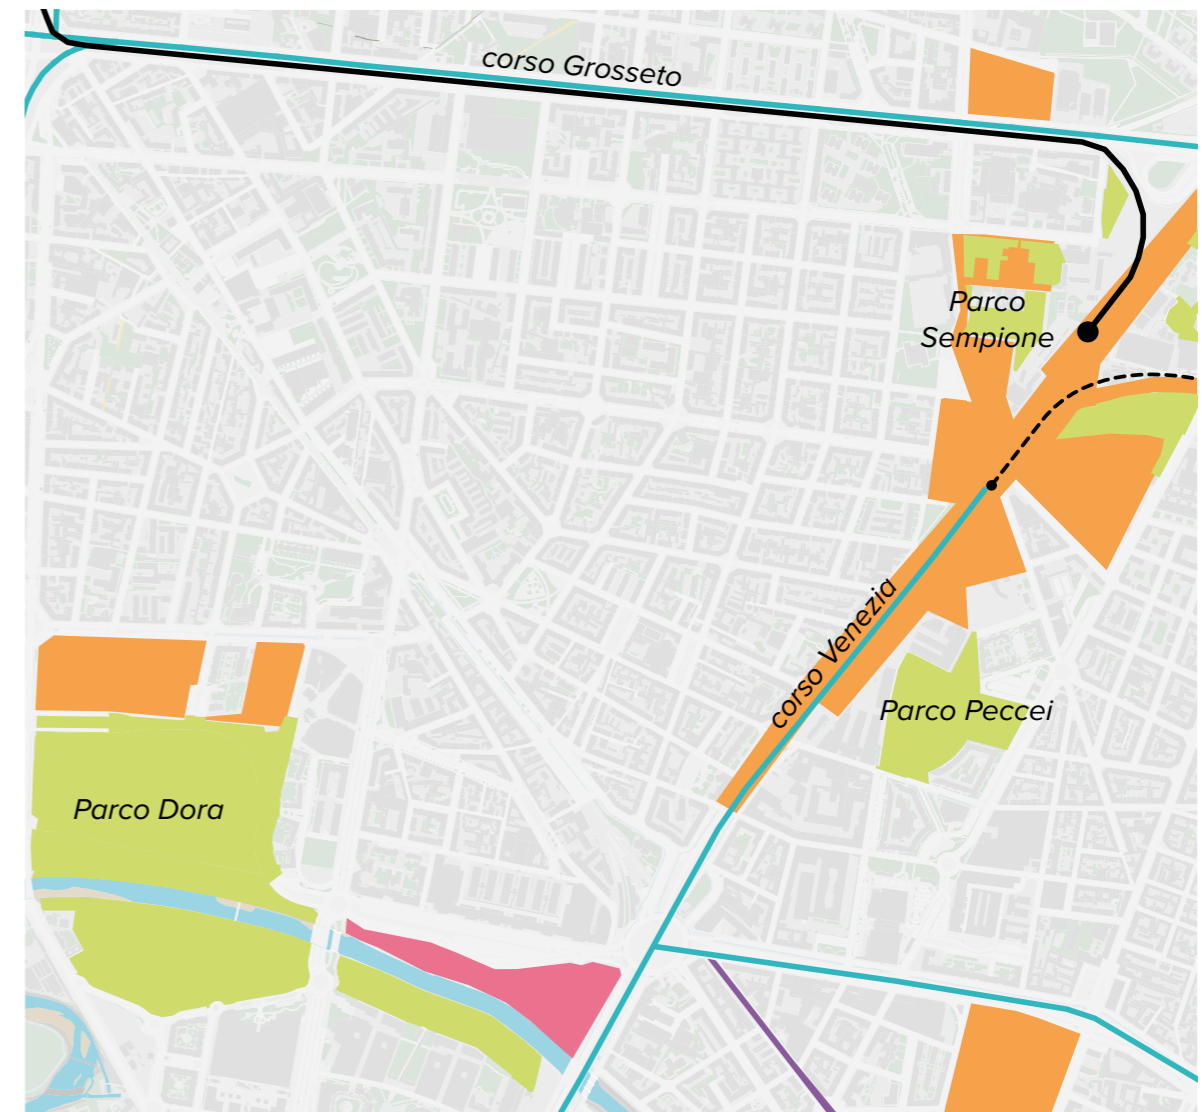 corso Grosseto
Parco
Sempione
corso Venezia
Parco Peccei
Parco Dora